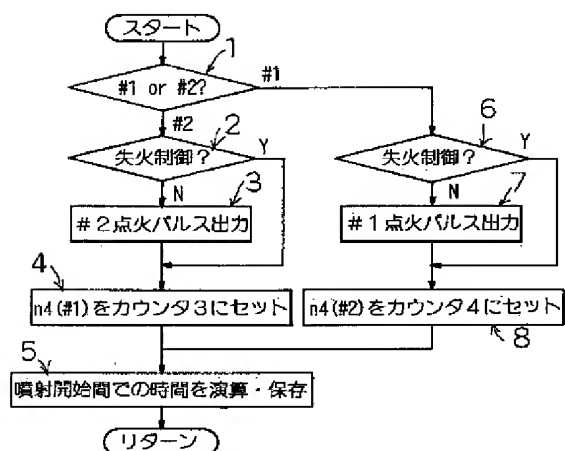 スタート
1
#1 or #2?
#1
#2
2
失火制御?
Y
N
3
#2点火パルス出力
4
n4(#1)をカウンタ3にセット
6
失火制御?
Y
N
7
#1点火パルス出力
n4(#2)をカウンタ4にセット
8
5
噴射開始間での時間を演算・保存
リターン